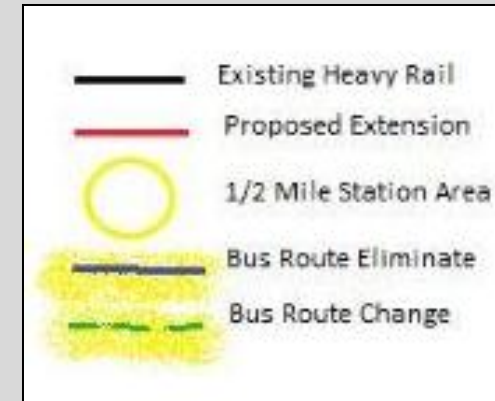 Existing Heavy Rail
Proposed Extension
1/2 Mile Station Area
Bus Route Eliminate
Bus Route Change